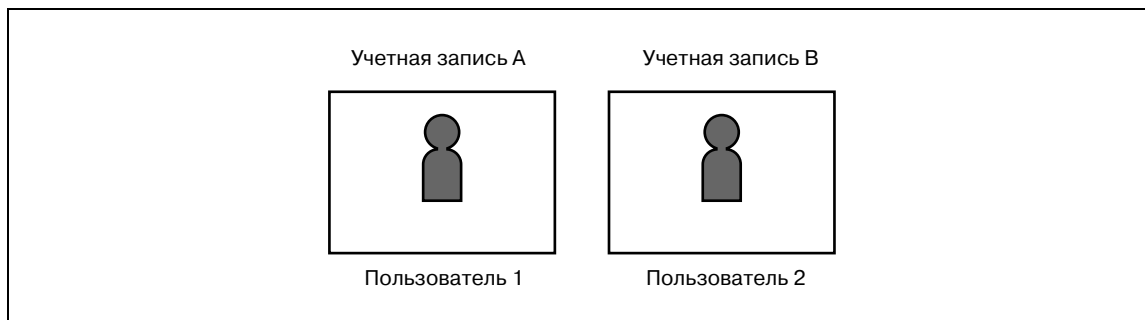 Учетная запись A
Учетная запись B
Пользователь 1
Пользователь 2